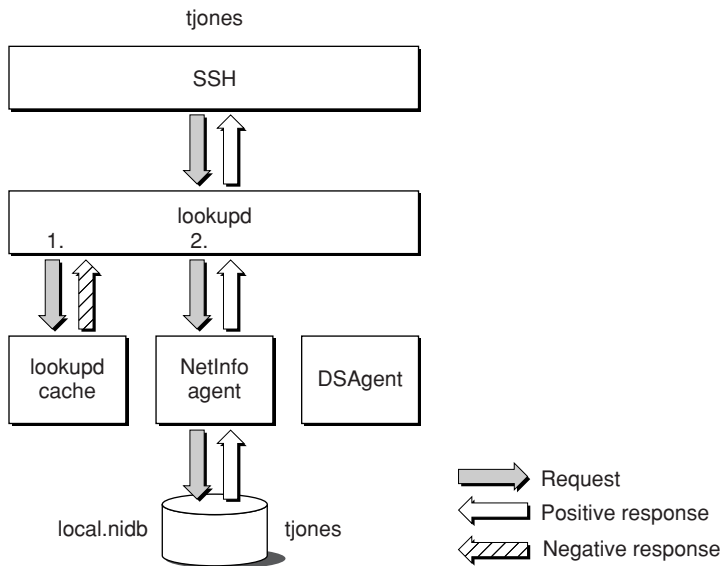 tjones
SSH
lookupd
1. 2.
lookupd
cache
NetInfo
agent
DSAgent
local.nidb
tjones
Request
Positive response
Negative response